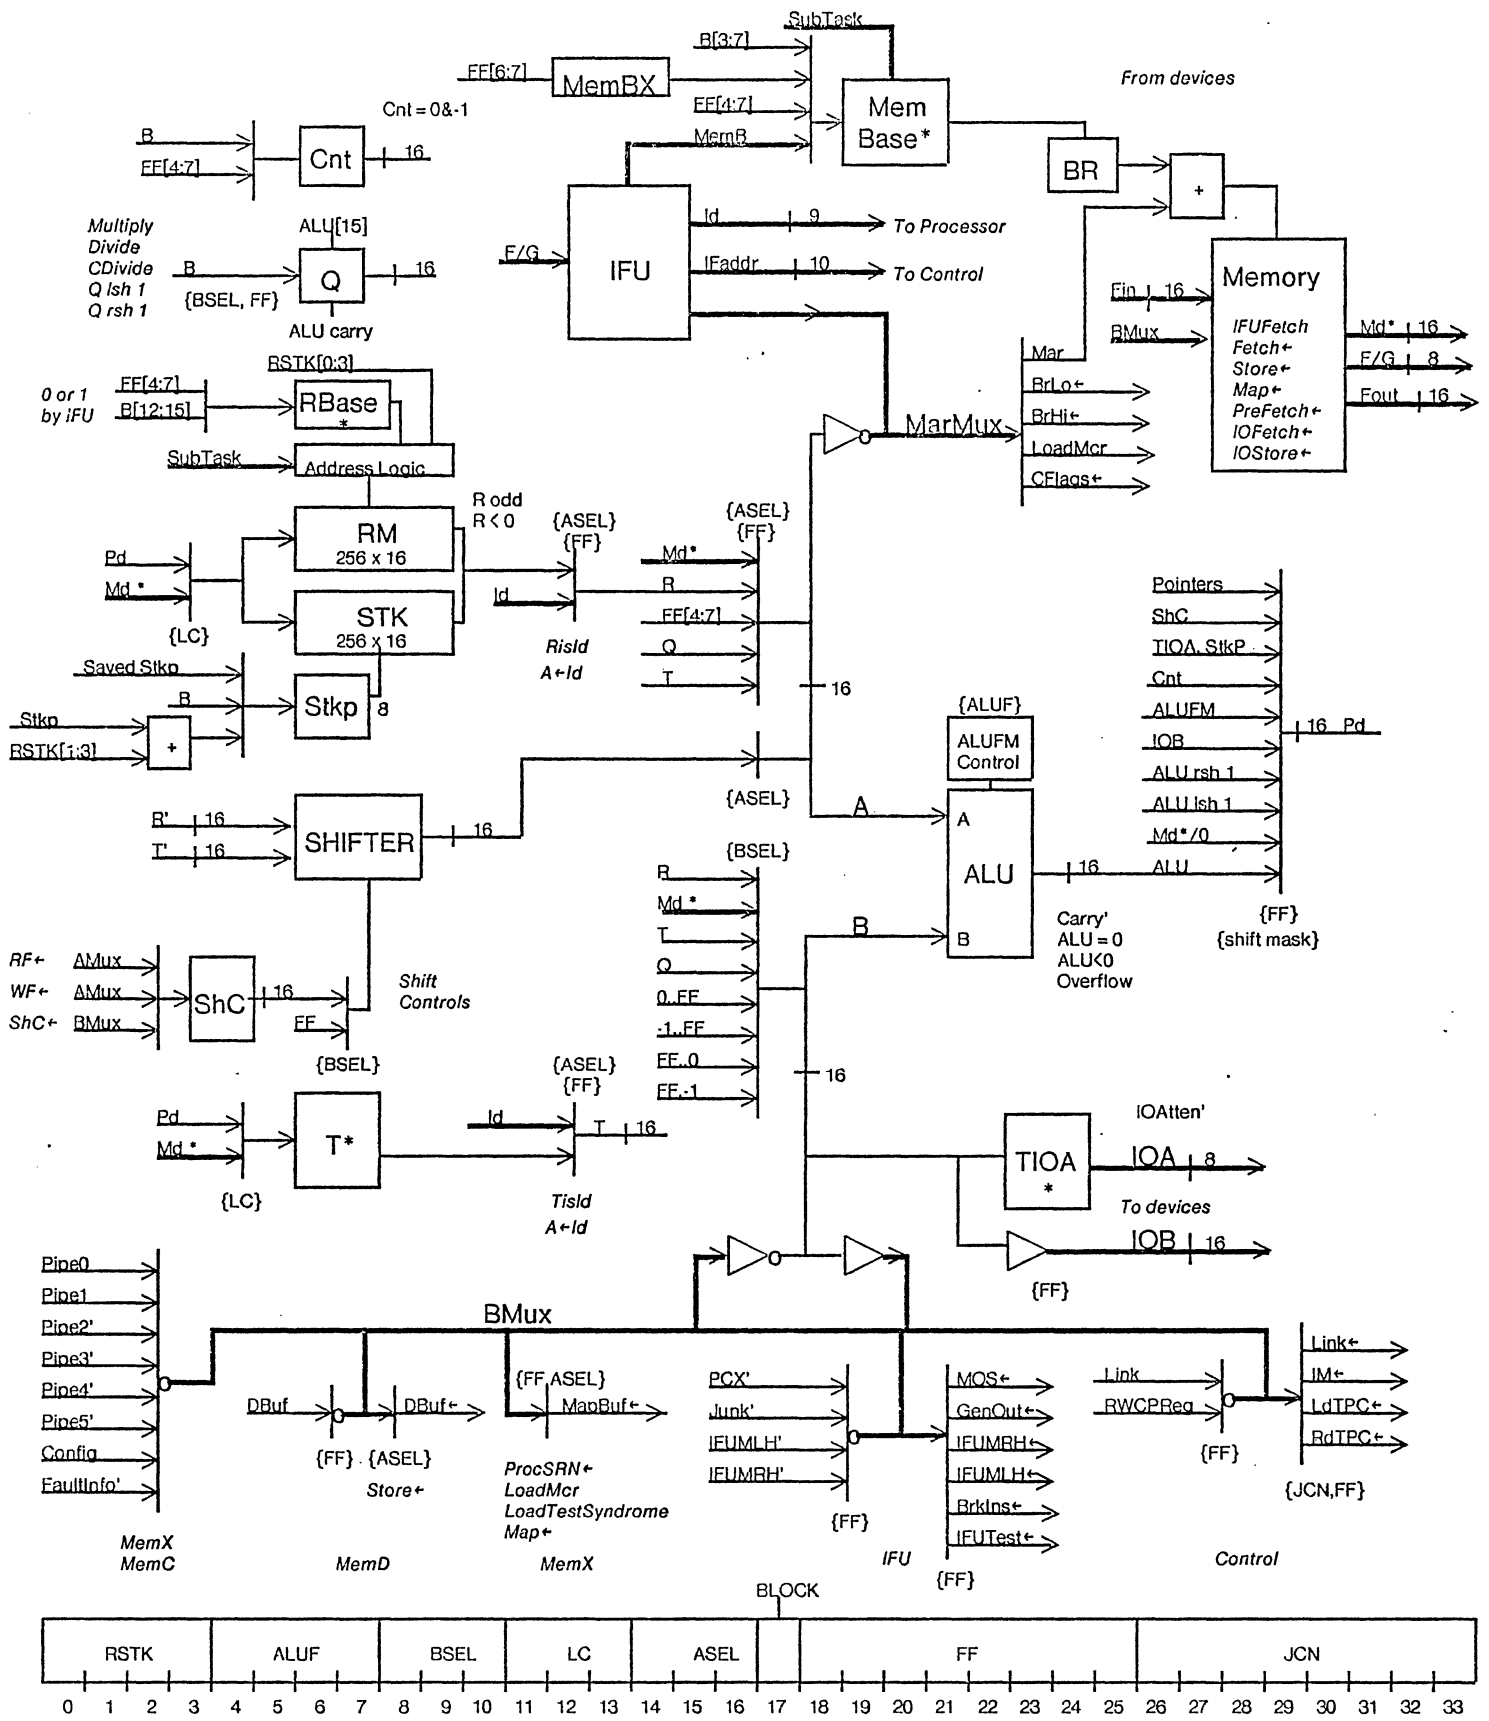 SubTask
B[3:7]
FF[6:7]
MemBX
FF[4:7]
MemB
Mem
Base*
From devices
BR
+
Cnt = 0&-1
B
FF[4:7]
Cnt
16
Multiply
Divide
CDivide
Q lsh 1
Q rsh 1
ALU[15]
B
{BSEL, FF}
Q
16
ALU carry
F/G
IFU
Id
9
To Processor
IFaddr
10
To Control
Memory
Fin
16
BMux
IFUFetch
Fetch←
Store←
Map←
PreFetch←
IOFetch←
IOStore←
Md*
16
F/G
8
Fout
16
Mar
BrLo←
BrHi←
LoadMcr
CFlags←
MarMux
RSTK[0:3]
0 or 1
by IFU
FF[4:7]
B[12:15]
RBase
*
SubTask
Address Logic
R odd
R < 0
RM
256 x 16
STK
256 x 16
Pd
Md *
{LC}
{ASEL}
{FF}
Id
RisId
A←Id
{ASEL}
{FF}
Md*
R
FF[4:7]
Q
T
16
Saved Stkp
B
Stkp
RSTK[1:3]
+
Stkp
8
{ASEL}
R'
16
T'
16
SHIFTER
16
{ALUF}
ALUFM
Control
A
A
ALU
B
B
16
Carry'
ALU = 0
ALU<0
Overflow
Pointers
ShC
TIOA, StkP
Cnt
ALUFM
IOB
ALU rsh 1
ALU lsh 1
Md*/0
ALU
16
Pd
{FF}
{shift mask}
{BSEL}
R
Md *
T
Q
0..FF
-1..FF
FF..0
FF,-1
16
RF←
AMux
WF←
AMux
ShC←
BMux
ShC
16
FF
{BSEL}
Shift
Controls
Pd
Md *
{LC}
T*
{ASEL}
{FF}
Id
T
16
TisId
A←Id
TIOA
*
IOAtten'
IOA
8
To devices
IOB
16
{FF}
Pipe0
Pipe1
Pipe2'
Pipe3'
Pipe4'
Pipe5'
Config
FaultInfo'
MemX
MemC
BMux
DBuf
{FF}
DBuf←
{ASEL}
Store←
MemD
{FF,ASEL}
MapBuf←
ProcSRN←
LoadMcr
LoadTestSyndrome
Map←
MemX
PCX'
Junk'
IFUMLH'
IFUMRH'
{FF}
MOS←
GenOut←
IFUMRH←
IFUMLH←
BrkIns←
IFUTest←
{FF}
IFU
Link
RWCPReg
{FF}
Link←
IM←
LdTPC←
RdTPC←
{JCN,FF}
Control
BLOCK
RSTK ALUF BSEL LC ASEL FF JCN
0 1 2 3 4 5 6 7 8 9 10 11 12 13 14 15 16 17 18 19 20 21 22 23 24 25 26 27 28 29 30 31 32 33